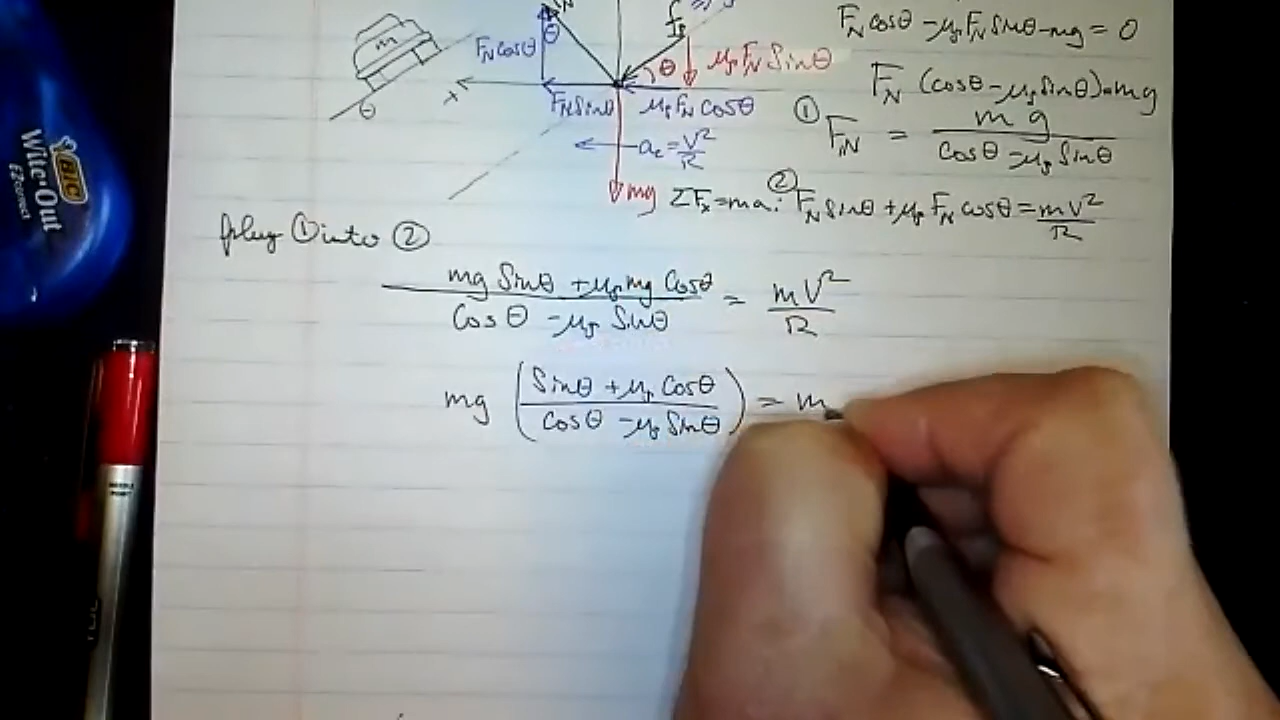 F_N cosθ - μ_s F_N sinθ - mg = 0
m
θ
F_N cosθ
θ
θ
μ_s F_N Sinθ
x
F_N Sinθ
μ_s F_N COSθ
F_N (cosθ - μ_s sinθ) = mg
① F_N = mg / (cosθ - μ_s Sinθ)
a_c = V²/R
mg
ΣF_x = ma: ② F_N sinθ + μ_s F_N cosθ = mv²/R
plug ① into ②
(mg Sinθ + μ_s mg Cosθ) / (Cosθ - μ_s Sinθ) = mV²/R
mg ((Sinθ + μ_s Cosθ) / (cosθ - μ_s Sinθ)) = m
BIC
Wite-Out
EZcorrect